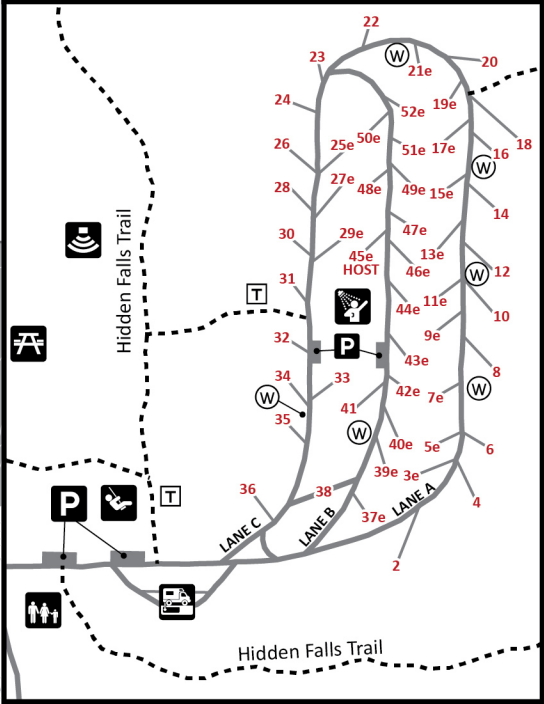 22
W
20
23
21e
24
19e
52e
18
50e
26
25e
51e
17e
16
W
28
27e
48e
49e
15e
14
Hidden Falls Trail
30
29e
47e
45e
HOST
13e
46e
12
W
31
T
44e
11e
10
32
P
9e
43e
8
34
33
42e
7e
W
W
35
41
W
40e
5e
6
39e
3e
36
38
4
P
T
37e
LANE A
LANE B
LANE C
2
Hidden Falls Trail